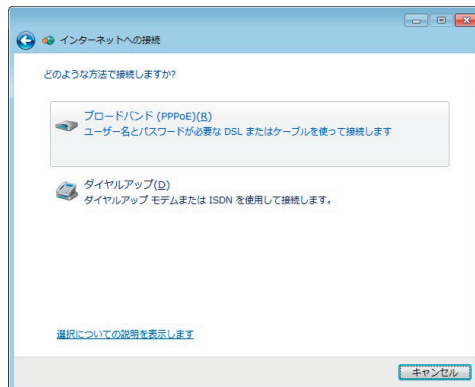 インターネットへの接続
どのような方法で接続しますか?
ブロードバンド (PPPoE)(R)
ユーザー名とパスワードが必要な DSL またはケーブルを使って接続します
ダイヤルアップ(D)
ダイヤルアップ モデムまたは ISDN を使用して接続します。
選択についての説明を表示します
キャンセル